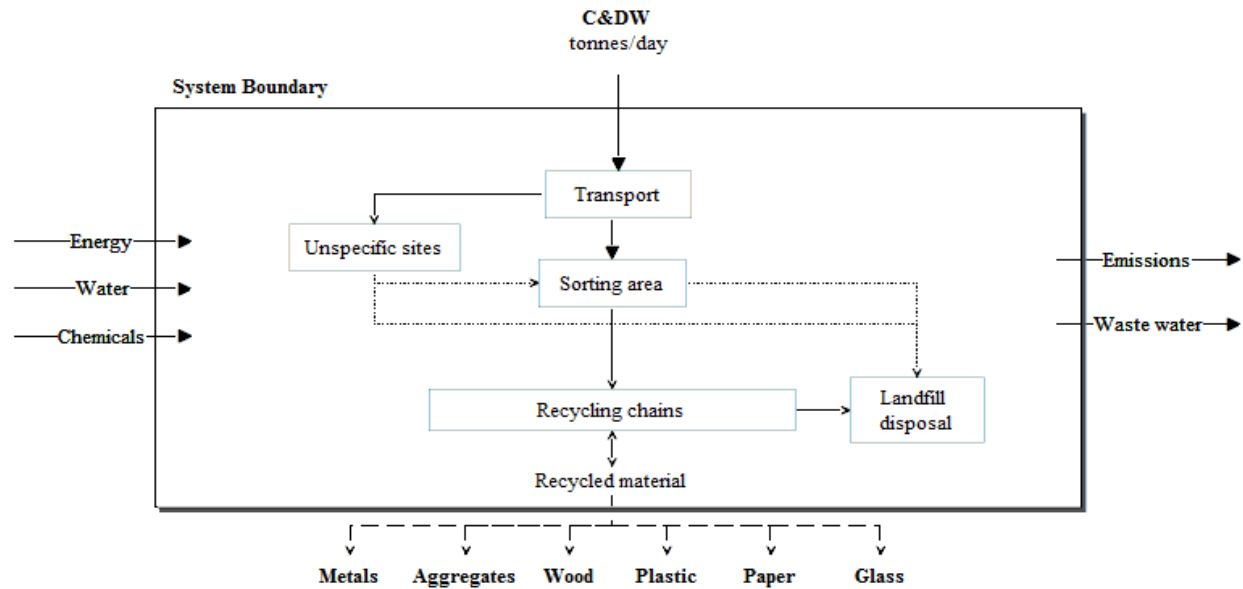 C&DW
tonnes/day
System Boundary
Transport
Unspecific sites
Energy
Sorting area
Emissions
Water
Waste water
Chemicals
Recycling chains
Landfill
disposal
Recycled material
Metals Aggregates Wood Plastic Paper Glass